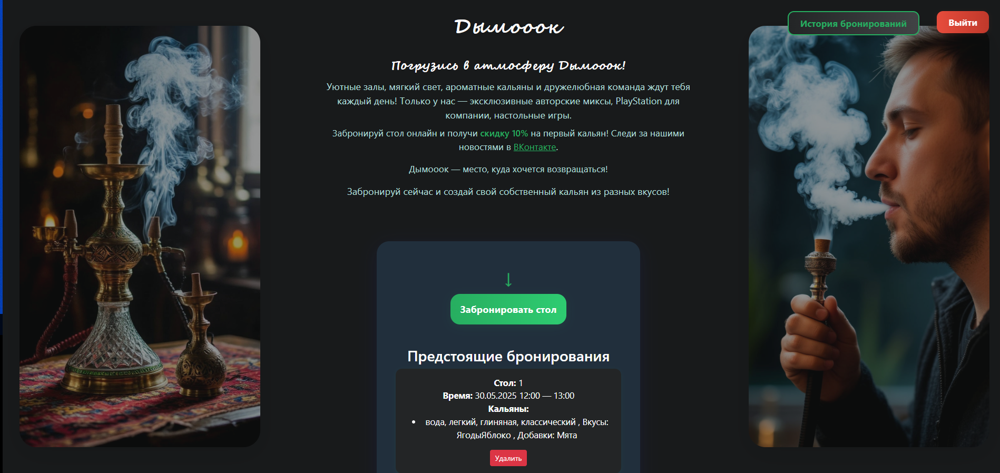 Дымооок
История бронирований
Выйти
Погрузись в атмосферу Дымооок!
Уютные залы, мягкий свет, ароматные кальяны и дружелюбная команда ждут тебя
каждый день! Только у нас — эксклюзивные авторские миксы, PlayStation для
компании, настольные игры.
Забронируй стол онлайн и получи скидку 10% на первый кальян! Следи за нашими
новостями в ВКонтакте.
Дымооок — место, куда хочется возвращаться!
Забронируй сейчас и создай свой собственный кальян из разных вкусов!
↓
Забронировать стол
Предстоящие бронирования
Стол: 1
Время: 30.05.2025 12:00 — 13:00
Кальяны:
• вода, легкий, глиняная, классический , Вкусы:
ЯгодыЯблоко , Добавки: Мята
Удалить